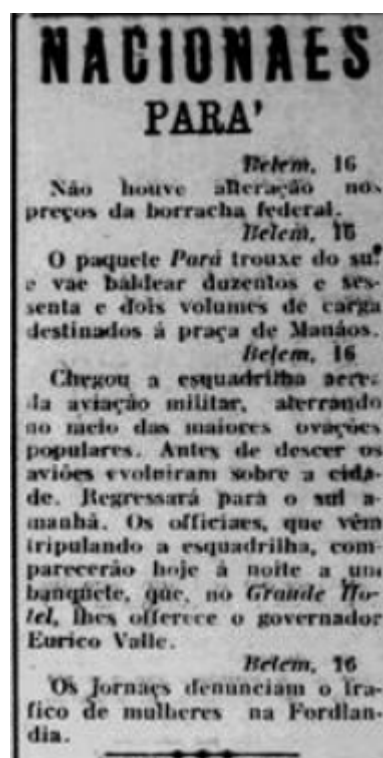 NACIONAES
PARA'
Belem, 16
Não houve alteração nos
preços da borracha federal.
Belem, 16
O paquete Pará trouxe do sul
e vae baldear duzentos e ses-
senta e dois volumes de carga
destinados á praça de Manáos.
Belem, 16
Chegou a esquadrilha aerea
da aviação militar, aterrando
no meio das maiores ovações
populares. Antes de descer os
aviões evoluiram sobre a cida-
de. Regressará para o sul a-
manhã. Os officiaes, que vêm
tripulando a esquadrilha, com-
parecerão hoje á noite a um
banquete, que, no Grande Ho-
tel, lhes offerece o governador
Eurico Valle.
Belem, 16
Os jornaes denunciam o tra-
fico de mulheres na Fordlan-
dia.